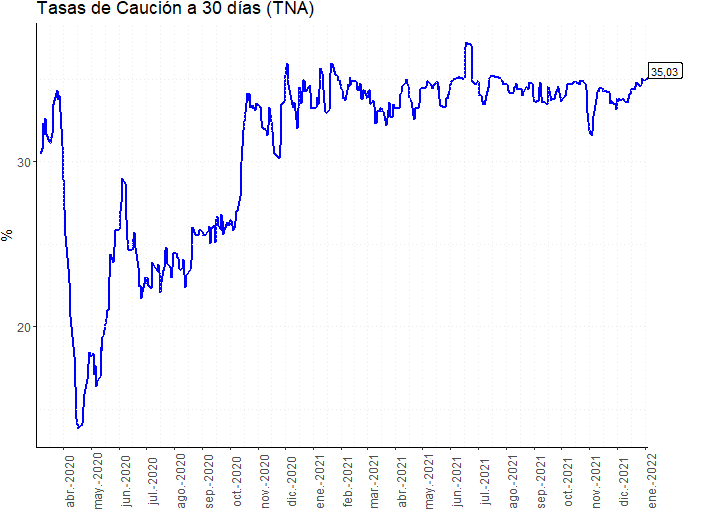 Tasas de Caución a 30 días (TNA)
35,03
30
%
20
abr.-2020
may.-2020
jun.-2020
jul.-2020
ago.-2020
sep.-2020
oct.-2020
nov.-2020
dic.-2020
ene.-2021
feb.-2021
mar.-2021
abr.-2021
may.-2021
jun.-2021
jul.-2021
ago.-2021
sep.-2021
oct.-2021
nov.-2021
dic.-2021
ene.-2022